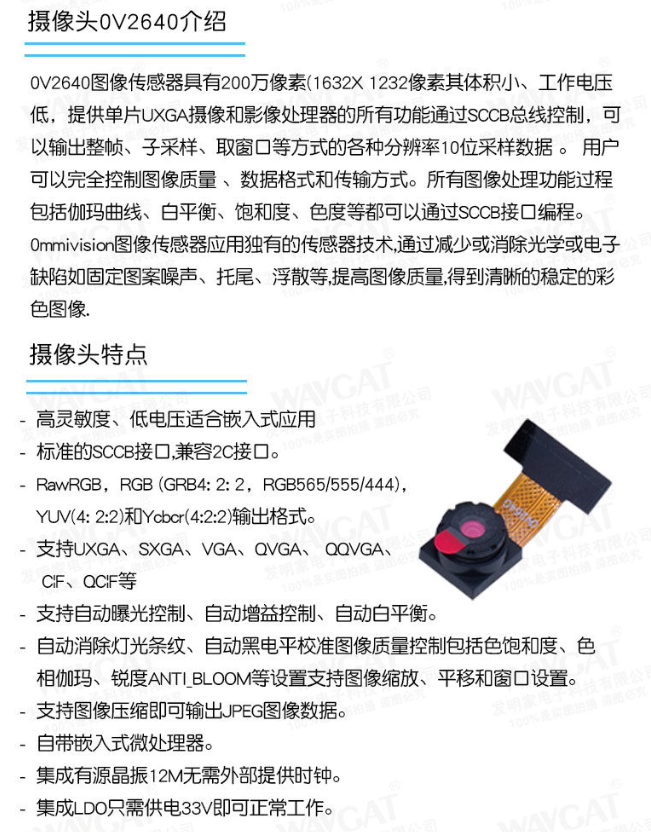 摄像头0V2640介绍
0V2640图像传感器具有200万像素(1632X 1232像素其体积小、工作电压
低，提供单片UXGA摄像和影像处理器的所有功能通过SCCB总线控制，可
以输出整帧、子采样、取窗口等方式的各种分辨率10位采样数据 。 用户
可以完全控制图像质量 、数据格式和传输方式。所有图像处理功能过程
包括伽玛曲线、白平衡、饱和度、色度等都可以通过SCCB接口编程。
0mmivision图像传感器应用独有的传感器技术,通过减少或消除光学或电子
缺陷如固定图案噪声、托尾、浮散等,提高图像质量,得到清晰的稳定的彩
色图像.
摄像头特点
- 高灵敏度、低电压适合嵌入式应用
- 标准的SCCB接口,兼容2C接口。
- RawRGB，RGB (GRB4: 2: 2，RGB565/555/444)，
YUV(4: 2:2)和Ycbcr(4:2:2)输出格式。
- 支持UXGA、SXGA、VGA、QVGA、 QQVGA、
CIF、QCIF等
- 支持自动曝光控制、自动增益控制、自动白平衡。
- 自动消除灯光条纹、自动黑电平校准图像质量控制包括色饱和度、色
相伽玛、锐度ANTI_BLOOM等设置支持图像缩放、平移和窗口设置。
- 支持图像压缩即可输出JPEG图像数据。
- 自带嵌入式微处理器。
- 集成有源晶振12M无需外部提供时钟。
- 集成LDO只需供电33V即可正常工作。
WAVGAT